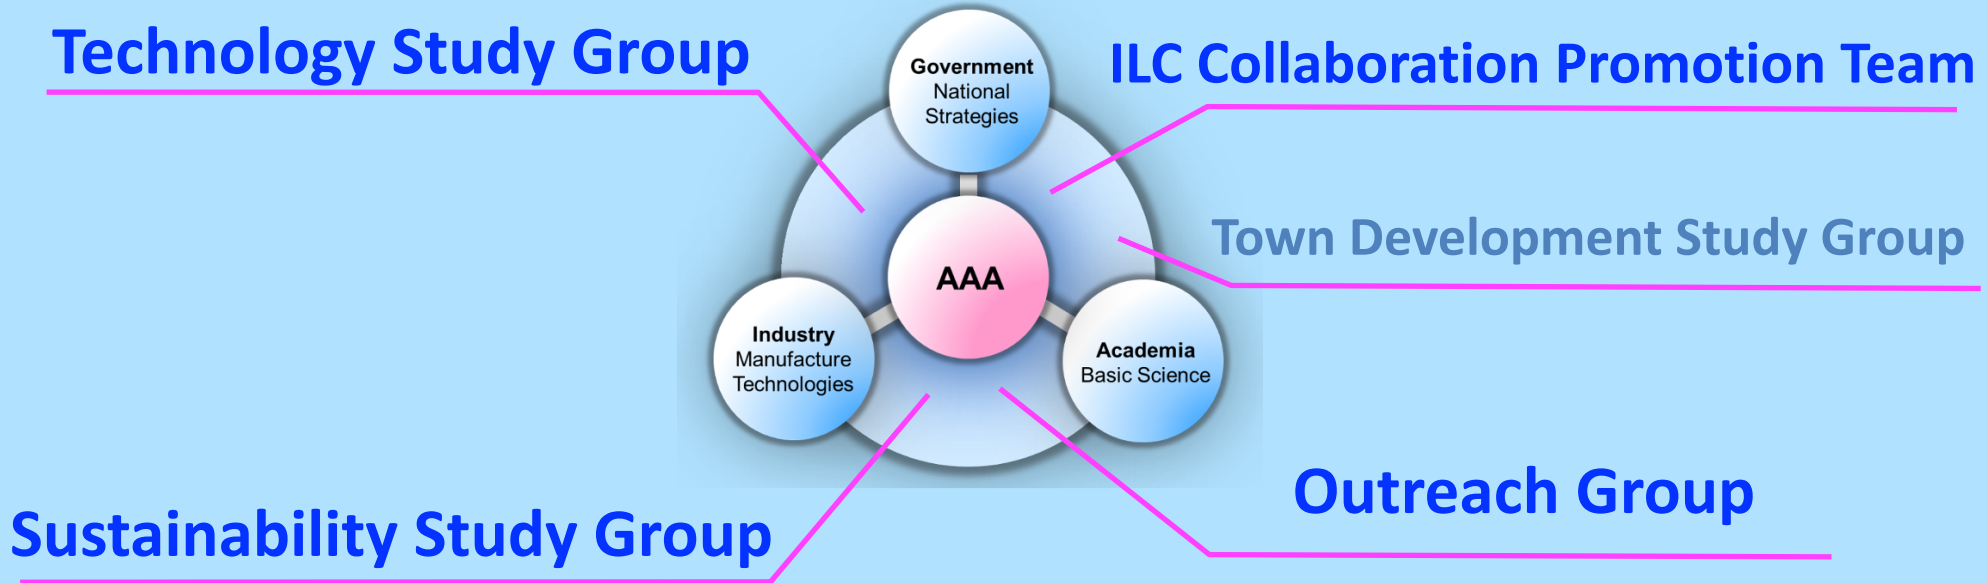 Technology Study Group
ILC Collaboration Promotion Team
Government
National
Strategies
Town Development Study Group
AAA
Industry
Manufacture
Technologies
Academia
Basic Science
Sustainability Study Group
Outreach Group